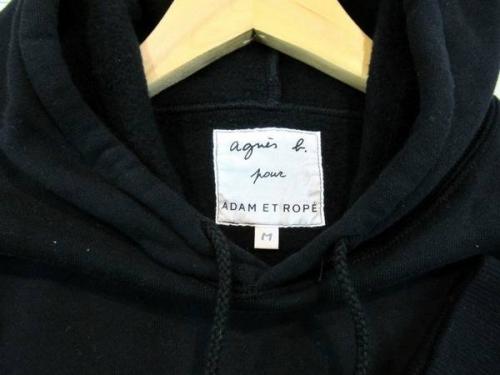 agnès b.
pour
ADAM ET ROPÉ
M